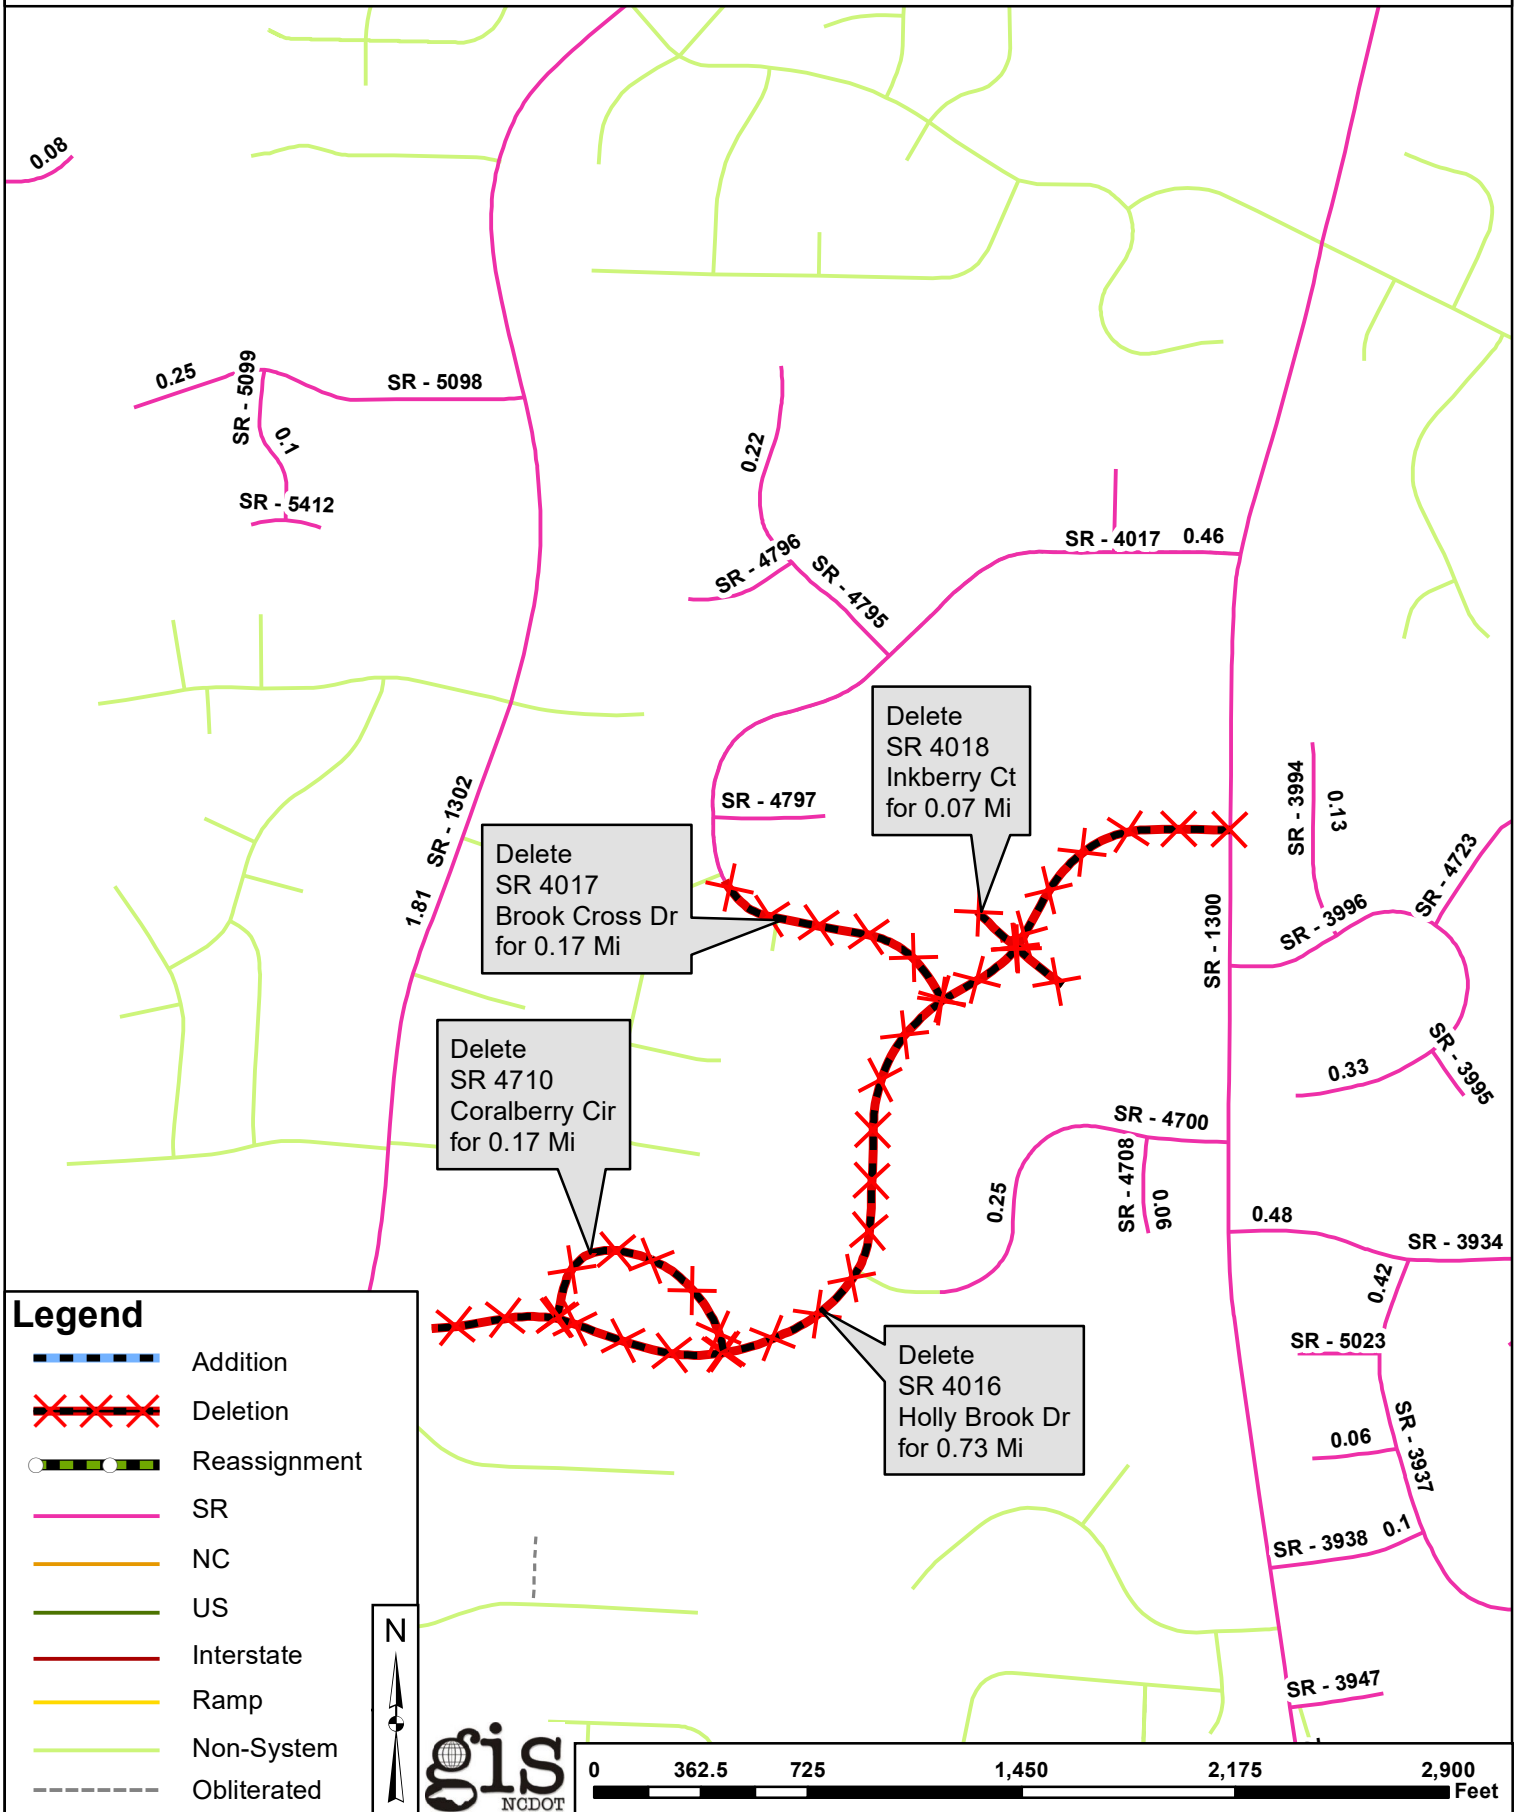 0.08
0.25
SR - 5099
SR - 5098
0.1
SR - 5412
0.22
SR - 4796
SR - 4795
SR - 4017 0.46
Delete
SR 4018
Inkberry Ct
for 0.07 Mi
SR - 4797
SR - 1302
1.81
Delete
SR 4017
Brook Cross Dr
for 0.17 Mi
SR - 3994
0.13
SR - 4723
SR - 3996
SR - 1300
SR - 3995
0.33
Delete
SR 4710
Coralberry Cir
for 0.17 Mi
SR - 4700
SR - 4708
0.06
0.25
0.48
SR - 3934
0.42
SR - 5023
Delete
SR 4016
Holly Brook Dr
for 0.73 Mi
SR - 3937
0.06
SR - 3938 0.1
SR - 3947
Legend
Addition
Deletion
Reassignment
SR
NC
US
Interstate
Ramp
Non-System
Obliterated
N
gis
NCDOT
0 362.5 725 1,450 2,175 2,900
Feet